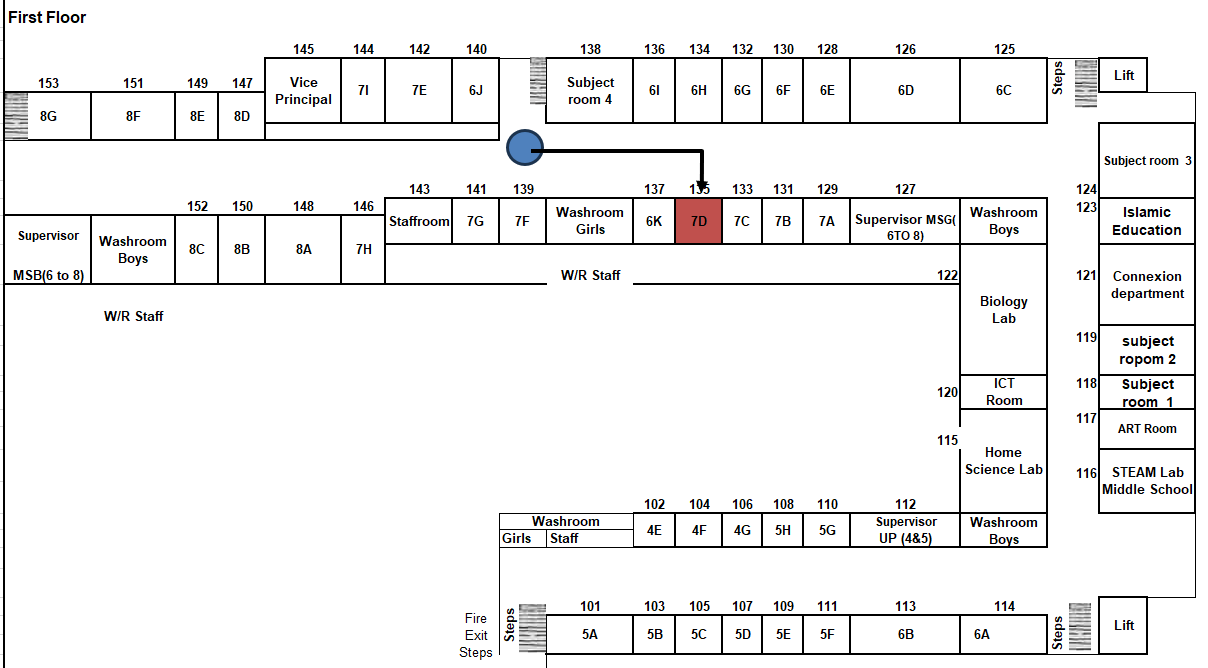 First Floor
145 144 142 140 138 136 134 132 130 128 126 125
153 151 149 147
Vice
Principal
7I 7E 6J
Subject
room 4
6I 6H 6G 6F 6E 6D 6C
Steps
Lift
8G 8F 8E 8D
Subject room 3
143 141 139 137 135 133 131 129 127 124
152 150 148 146 123
Staffroom 7G 7F
Washroom
Girls
6K 7D 7C 7B 7A
Supervisor MSG(
6TO 8)
Washroom
Boys
Islamic
Education
Supervisor
MSB(6 to 8)
Washroom
Boys
8C 8B 8A 7H
W/R Staff
122
121
Connexion
department
Biology
Lab
W/R Staff
119
subject
ropom 2
120
ICT
Room
118
Subject
room 1
117
ART Room
115
Home
Science Lab
116
STEAM Lab
Middle School
102 104 106 108 110 112
Washroom
Girls Staff
4E 4F 4G 5H 5G
Supervisor
UP (4&5)
Washroom
Boys
101 103 105 107 109 111 113 114
Fire
Exit
Steps
Steps
5A 5B 5C 5D 5E 5F 6B 6A
Steps
Lift